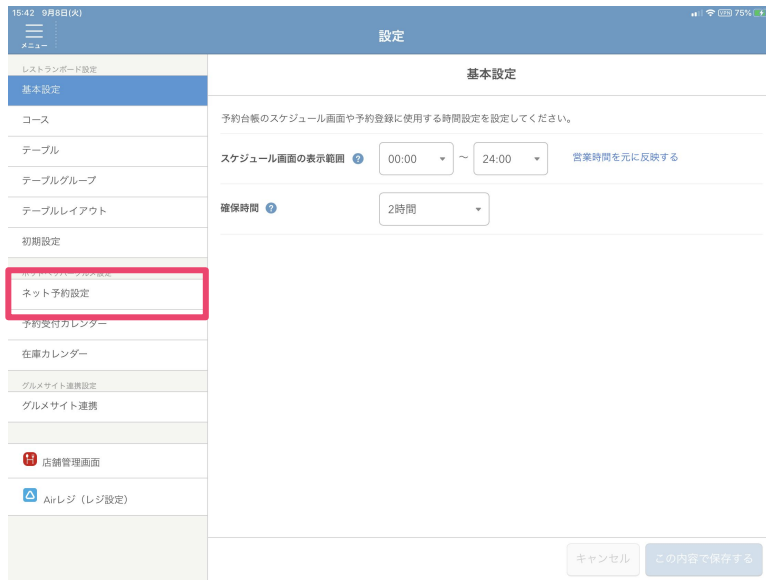 15:42 9月8日(火)
VPN 75%
メニュー
設定
レストランボード設定
基本設定
コース
テーブル
テーブルグループ
テーブルレイアウト
初期設定
ネット予約設定
予約受付カレンダー
在庫カレンダー
グルメサイト連携設定
グルメサイト連携
店舗管理画面
Airレジ（レジ設定）
基本設定
予約台帳のスケジュール画面や予約登録に使用する時間設定を設定してください。
スケジュール画面の表示範囲 ? 00:00 ~ 24:00 営業時間を元に反映する
確保時間 ? 2時間
キャンセル この内容で保存する